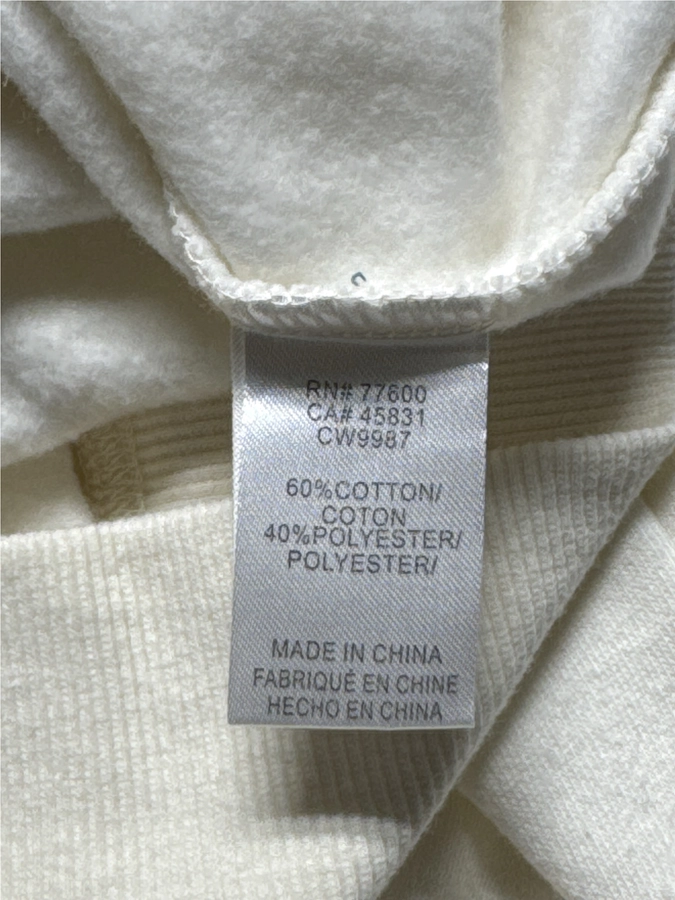 RN# 77600
CA# 45831
CW9987
60%COTTON/
COTON
40%POLYESTER/
POLYESTER/
MADE IN CHINA
FABRIQUÉ EN CHINE
HECHO EN CHINA